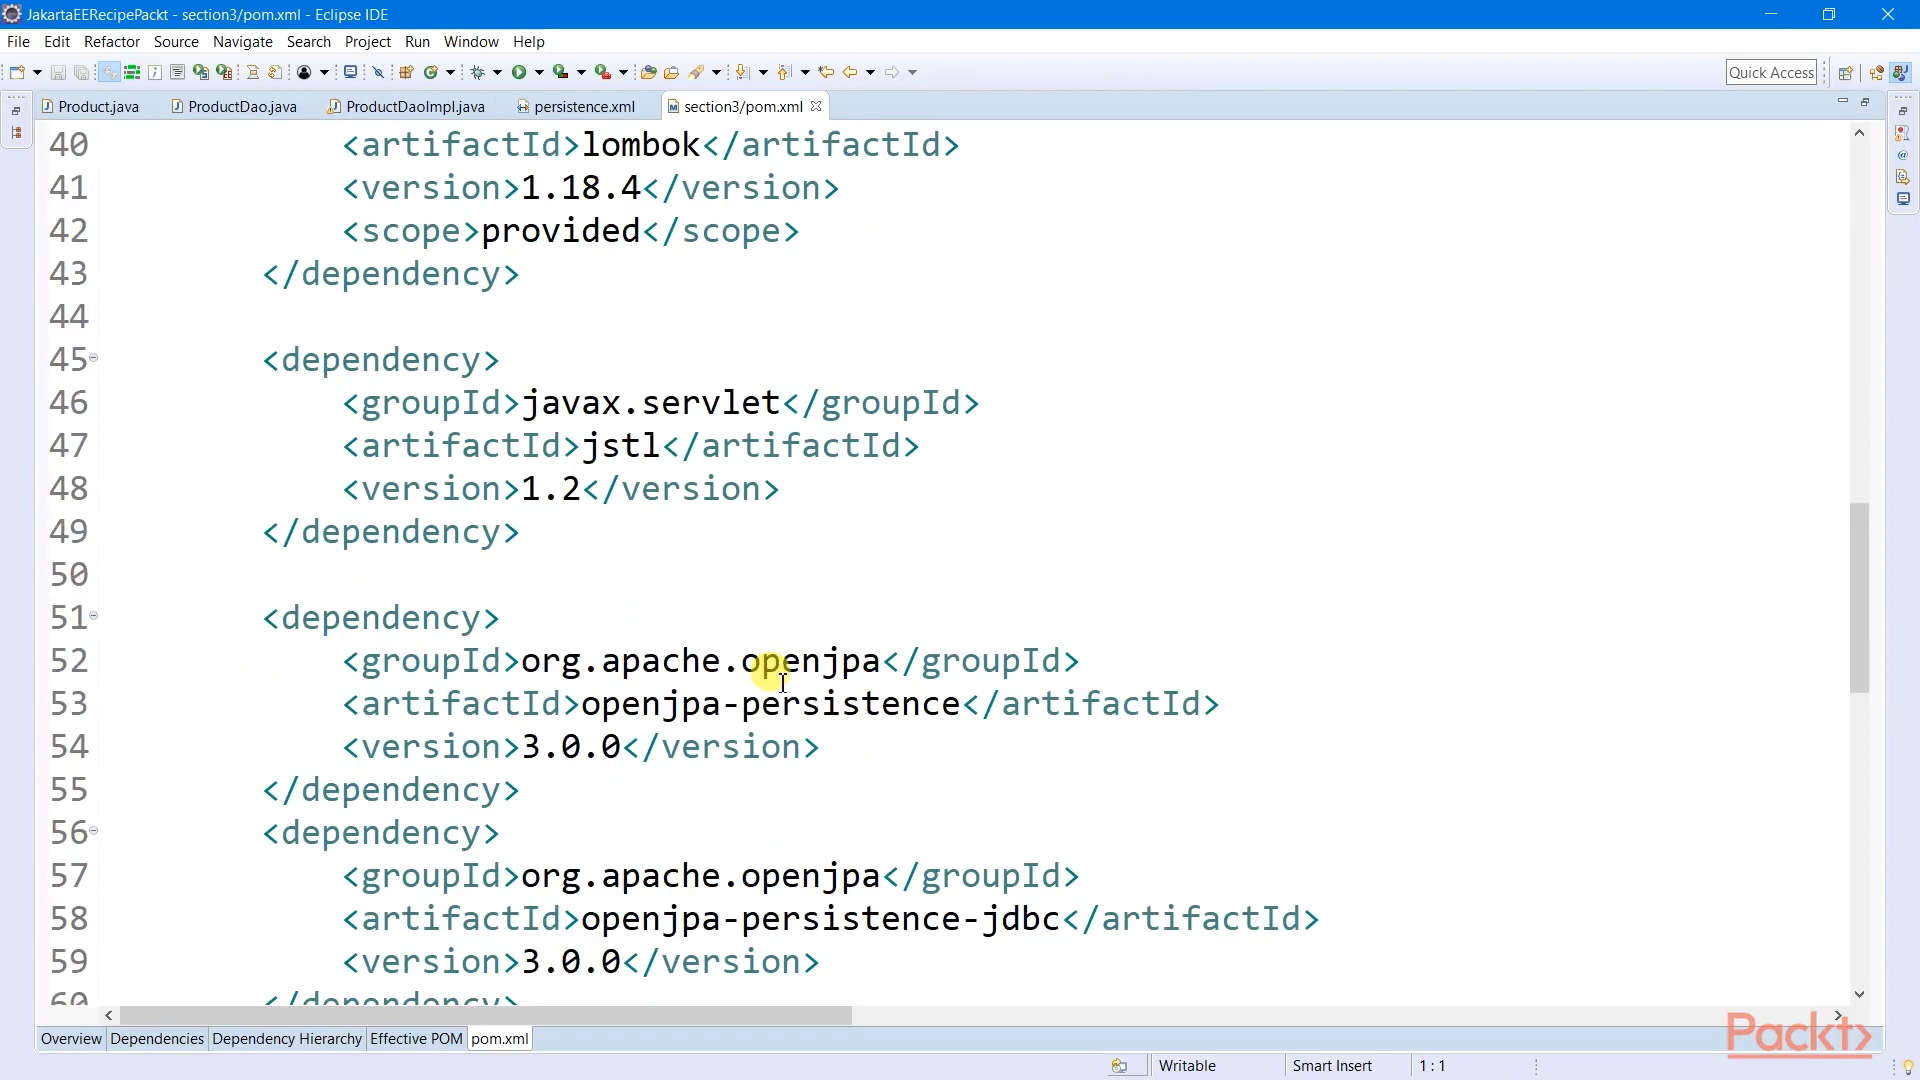 JakartaEERecipePackt - section3/pom.xml - Eclipse IDE
File Edit Refactor Source Navigate Search Project Run Window Help
Quick Access
Product.java ProductDao.java ProductDaoImpl.java persistence.xml section3/pom.xml
40 <artifactId>lombok</artifactId>
41 <version>1.18.4</version>
42 <scope>provided</scope>
43 </dependency>
44
45 <dependency>
46 <groupId>javax.servlet</groupId>
47 <artifactId>jstl</artifactId>
48 <version>1.2</version>
49 </dependency>
50
51 <dependency>
52 <groupId>org.apache.openjpa</groupId>
53 <artifactId>openjpa-persistence</artifactId>
54 <version>3.0.0</version>
55 </dependency>
56 <dependency>
57 <groupId>org.apache.openjpa</groupId>
58 <artifactId>openjpa-persistence-jdbc</artifactId>
59 <version>3.0.0</version>
60 </dependency>
Overview Dependencies Dependency Hierarchy Effective POM pom.xml
Packt>
Writable Smart Insert 1 : 1